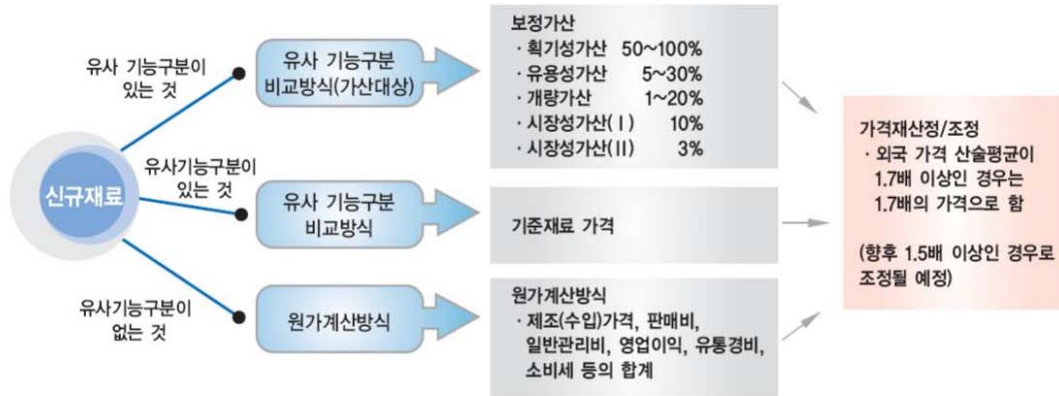 신규재료
유사 기능구분이
있는 것
유사 기능구분
비교방식(가산대상)
보정가산
· 획기성가산 50~100%
· 유용성가산 5~30%
· 개량가산 1~20%
· 시장성가산(Ⅰ) 10%
· 시장성가산(Ⅱ) 3%
유사기능구분이
있는 것
유사 기능구분
비교방식
기준재료 가격
유사기능구분이
없는 것
원가계산방식
원가계산방식
· 제조(수입)가격, 판매비,
일반관리비, 영업이익, 유통경비,
소비세 등의 합계
가격재산정/조정
· 외국 가격 산술평균이
1.7배 이상인 경우는
1.7배의 가격으로 함
(향후 1.5배 이상인 경우로
조정될 예정)